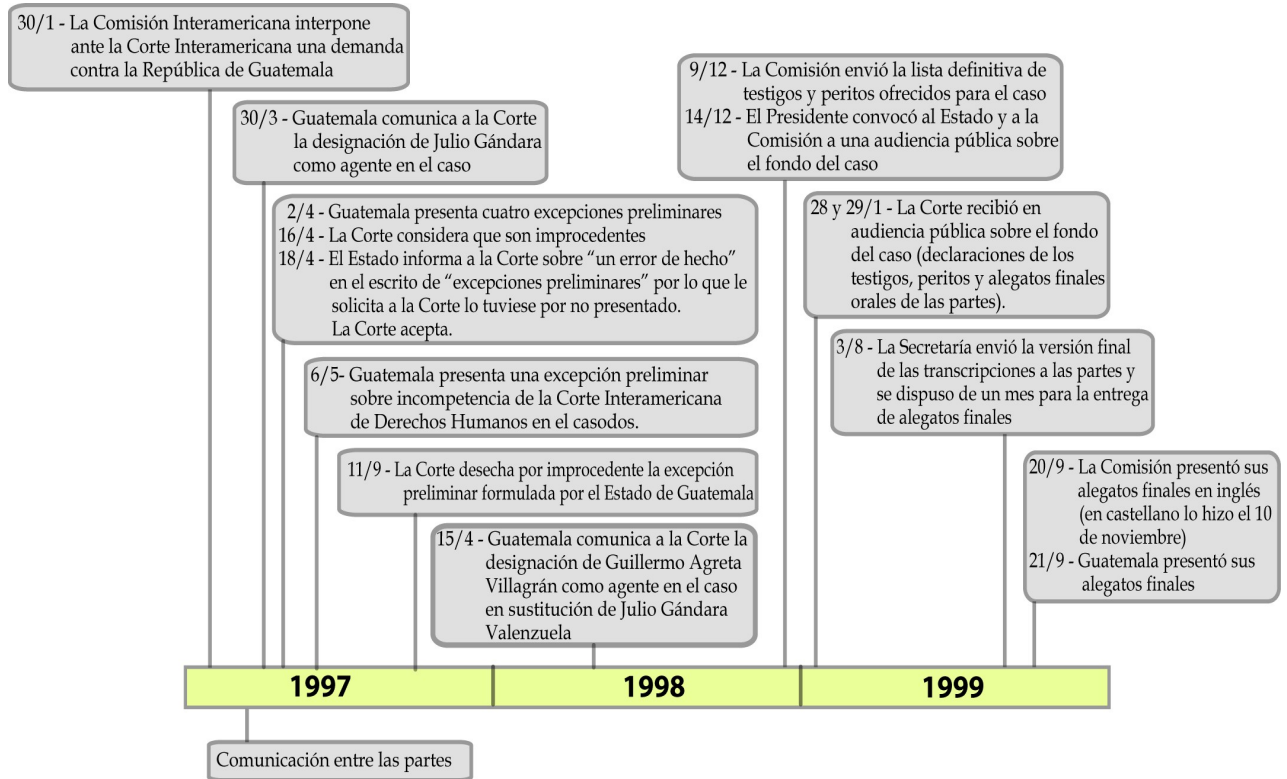 30/1 - La Comisión Interamericana interpone
ante la Corte Interamericana una demanda
contra la República de Guatemala
30/3 - Guatemala comunica a la Corte
la designación de Julio Gándara
como agente en el caso
2/4 - Guatemala presenta cuatro excepciones preliminares
16/4 - La Corte considera que son improcedentes
18/4 - El Estado informa a la Corte sobre “un error de hecho”
en el escrito de “excepciones preliminares” por lo que le
solicita a la Corte lo tuviese por no presentado.
La Corte acepta.
6/5- Guatemala presenta una excepción preliminar
sobre incompetencia de la Corte Interamericana
de Derechos Humanos en el casodos.
11/9 - La Corte desecha por improcedente la excepción
preliminar formulada por el Estado de Guatemala
15/4 - Guatemala comunica a la Corte la
designación de Guillermo Agreta
Villagrán como agente en el caso
en sustitución de Julio Gándara
Valenzuela
9/12 - La Comisión envió la lista definitiva de
testigos y peritos ofrecidos para el caso
14/12 - El Presidente convocó al Estado y a la
Comisión a una audiencia pública sobre
el fondo del caso
28 y 29/1 - La Corte recibió en
audiencia pública sobre el fondo
del caso (declaraciones de los
testigos, peritos y alegatos finales
orales de las partes).
3/8 - La Secretaría envió la versión final
de las transcripciones a las partes y
se dispuso de un mes para la entrega
de alegatos finales
20/9 - La Comisión presentó sus
alegatos finales en inglés
(en castellano lo hizo el 10
de noviembre)
21/9 - Guatemala presentó sus
alegatos finales
1997
1998
1999
Comunicación entre las partes